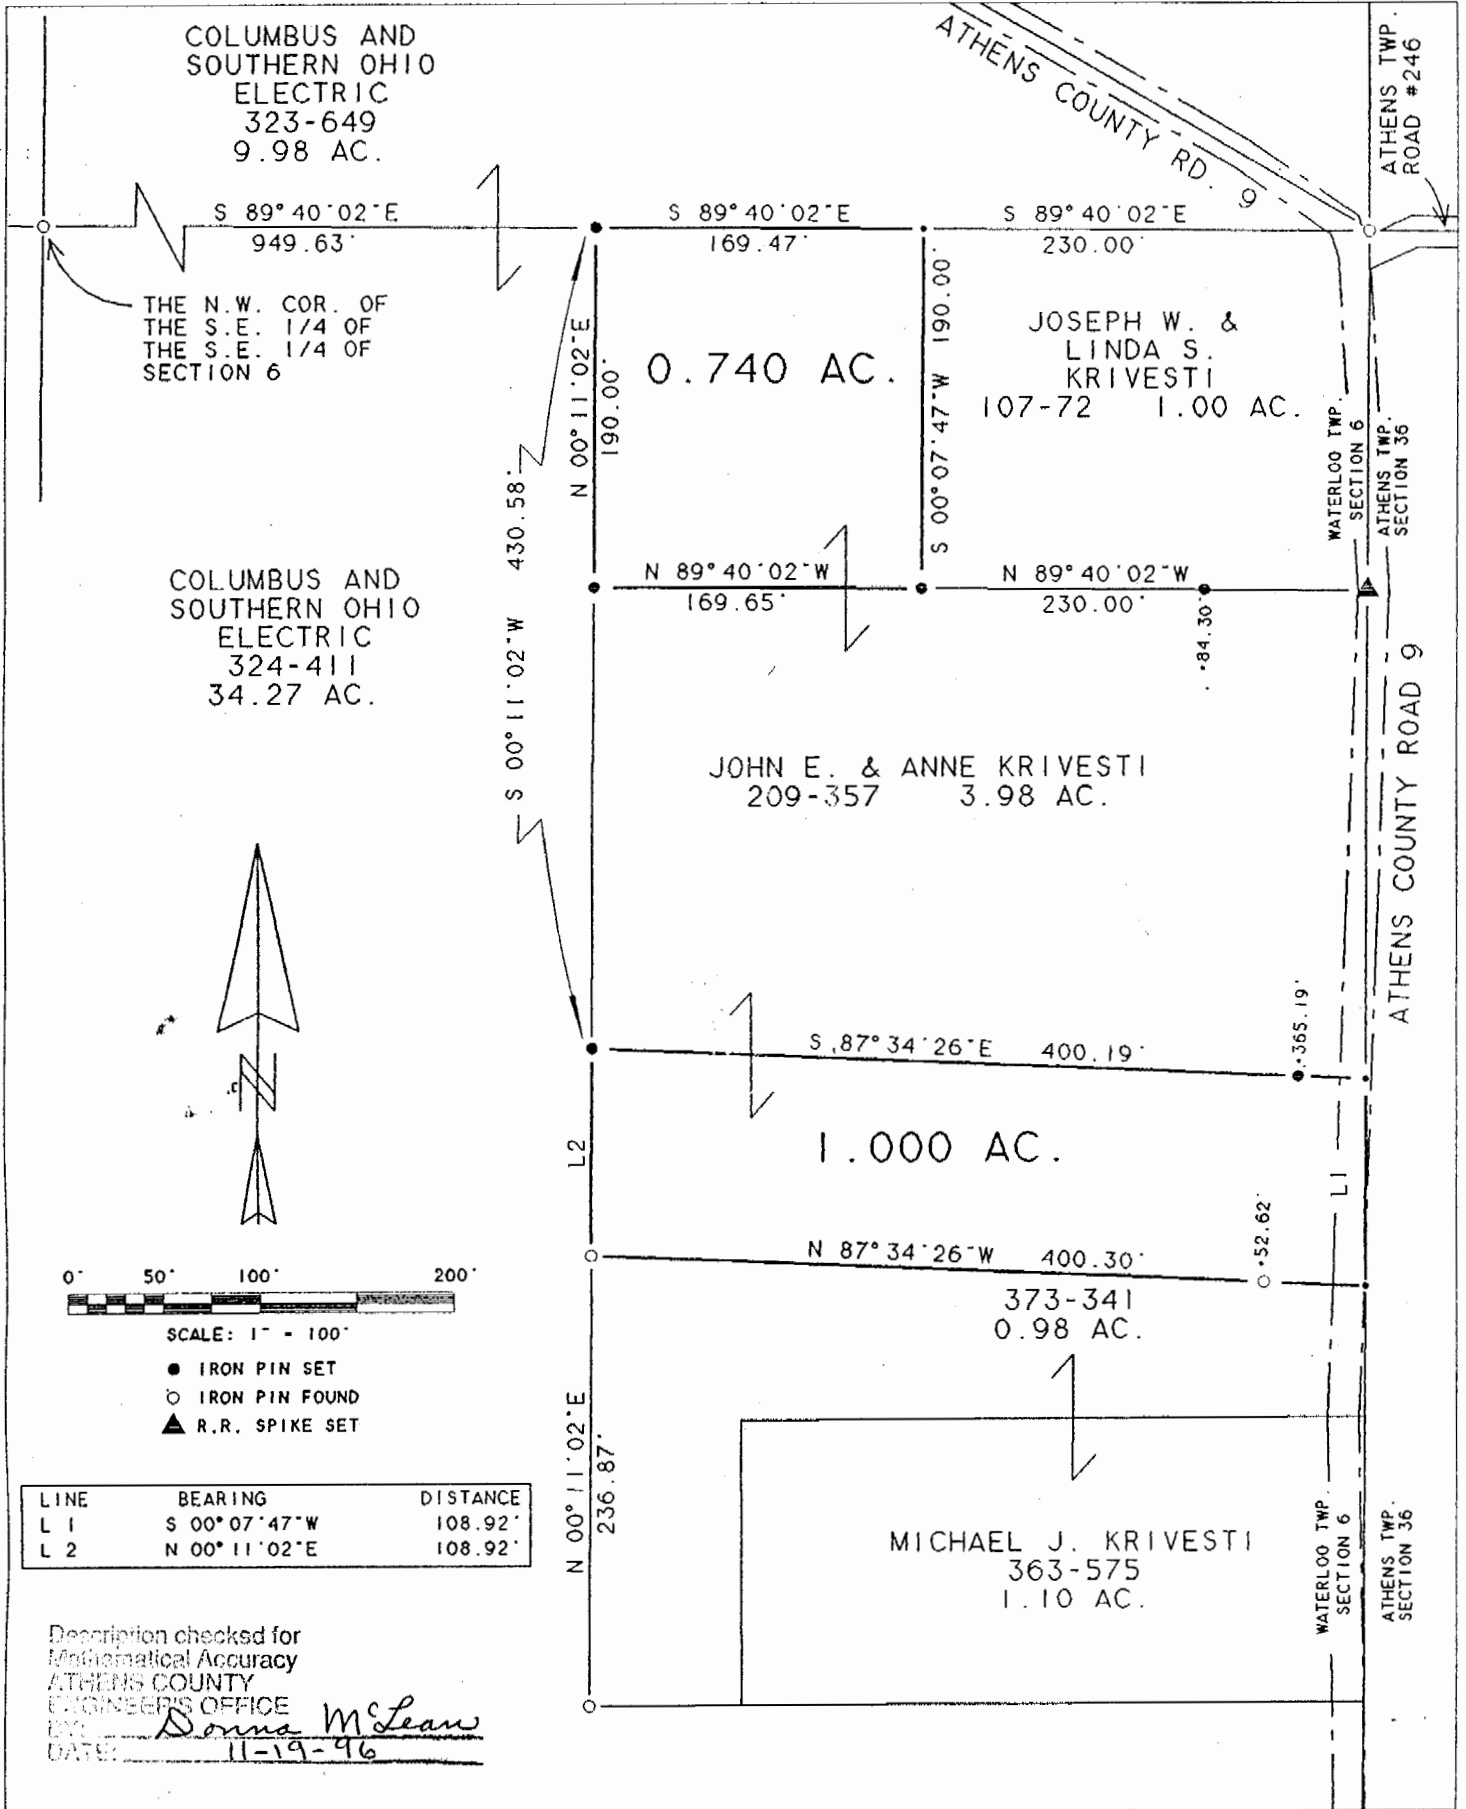 COLUMBUS AND
SOUTHERN OHIO
ELECTRIC
323-649
9.98 AC.
ATHENS COUNTY RD. 9
ATHENS TWP.
ROAD #246
S 89°40'02"E
949.63'
S 89°40'02"E
169.47'
S 89°40'02"E
230.00'
THE N.W. COR. OF
THE S.E. 1/4 OF
THE S.E. 1/4 OF
SECTION 6
N 00°11'02"E
190.00'
0.740 AC.
S 00°07'47"W 190.00'
JOSEPH W. &
LINDA S.
KRIVESTI
107-72 1.00 AC.
WATERLOO TWP.
SECTION 6
ATHENS TWP.
SECTION 36
S 00°11'02"W 430.58'
N 89°40'02"W
169.65'
N 89°40'02"W
230.00'
+84.30'
COLUMBUS AND
SOUTHERN OHIO
ELECTRIC
324-411
34.27 AC.
JOHN E. & ANNE KRIVESTI
209-357 3.98 AC.
ATHENS COUNTY ROAD 9
N
S 87°34'26"E 400.19'
+365.19'
L2
1.000 AC.
L1
N 87°34'26"W 400.30'
+52.62'
373-341
0.98 AC.
0' 50' 100' 200'
SCALE: 1" = 100'
IRON PIN SET
IRON PIN FOUND
R.R. SPIKE SET
N 00°11'02"E
236.87'
LINE BEARING DISTANCE
L 1 S 00°07'47"W 108.92'
L 2 N 00°11'02"E 108.92'
MICHAEL J. KRIVESTI
363-575
1.10 AC.
WATERLOO TWP.
SECTION 6
ATHENS TWP.
SECTION 36
Description checked for
Mathematical Accuracy
ATHENS COUNTY
ENGINEER'S OFFICE
BY: Donna McLean
DATE: 11-19-96